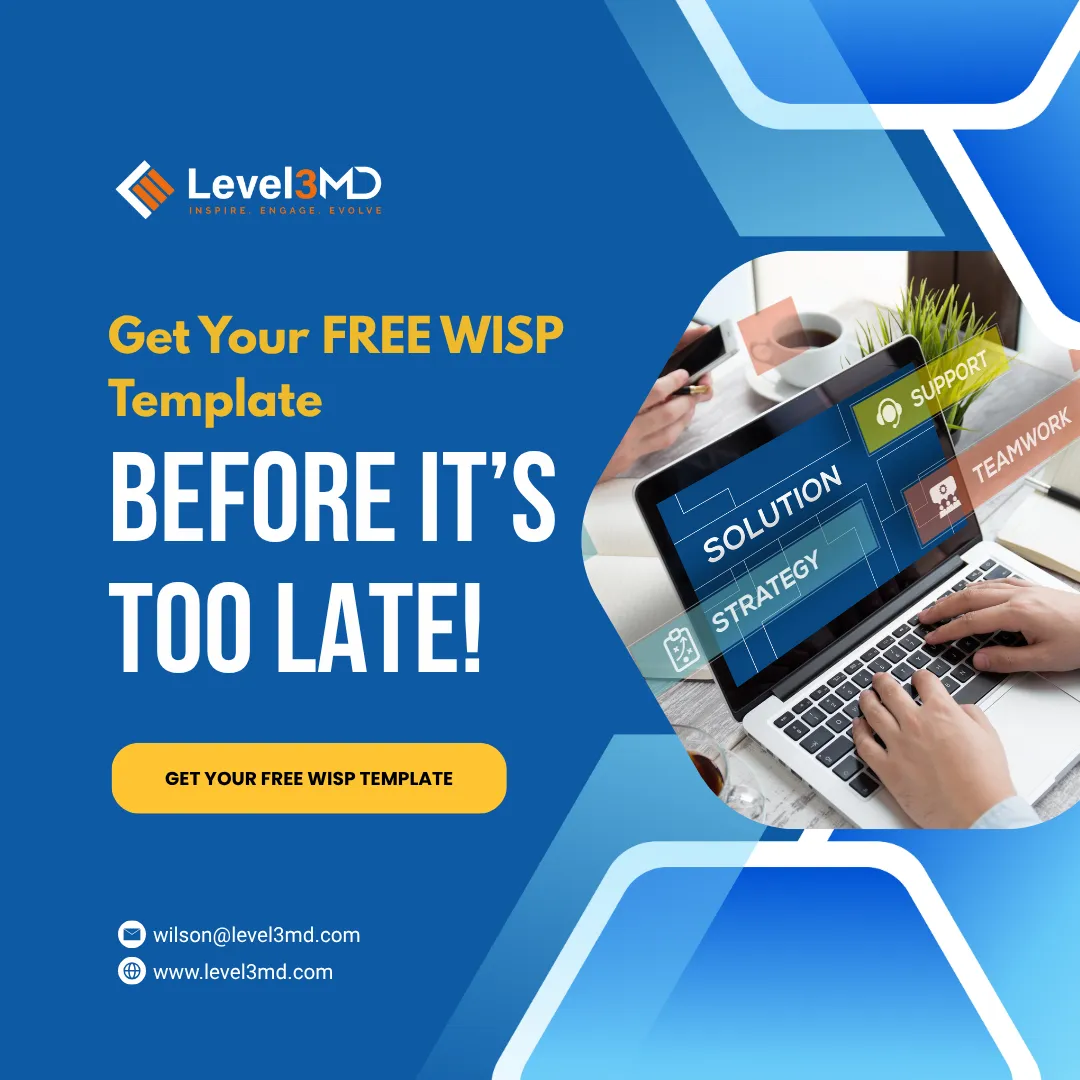 Level3MD
INSPIRE. ENGAGE. EVOLVE
Get Your FREE WISP
Template
BEFORE IT’S
TOO LATE!
GET YOUR FREE WISP TEMPLATE
wilson@level3md.com
www.level3md.com
SUPPORT
TEAMWORK
SOLUTION
STRATEGY